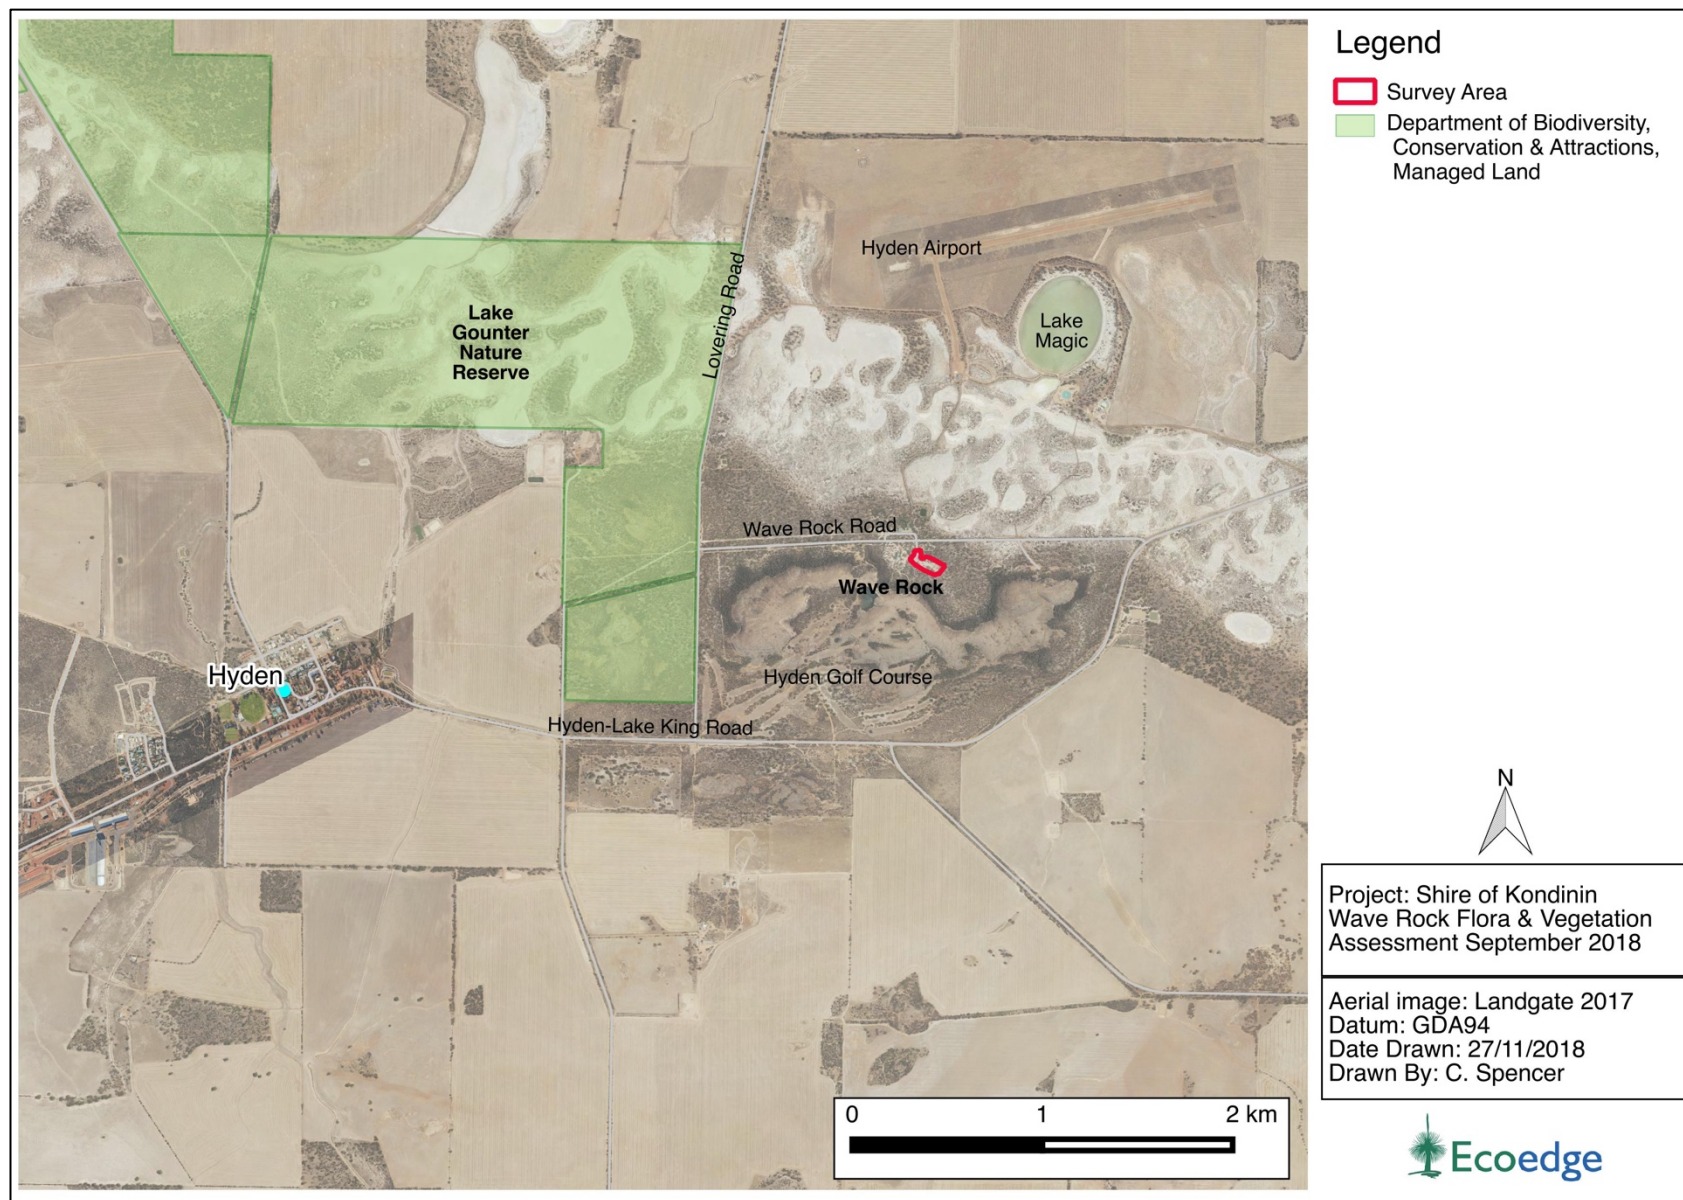 Legend
Survey Area
Department of Biodiversity,
Conservation & Attractions,
Managed Land
Hyden Airport
Lake
Magic
Lovering Road
Lake
Gounter
Nature
Reserve
Wave Rock Road
Wave Rock
Hyden
Hyden Golf Course
Hyden-Lake King Road
N
Project: Shire of Kondinin
Wave Rock Flora & Vegetation
Assessment September 2018
Aerial image: Landgate 2017
Datum: GDA94
Date Drawn: 27/11/2018
Drawn By: C. Spencer
0 1 2 km
Ecoedge